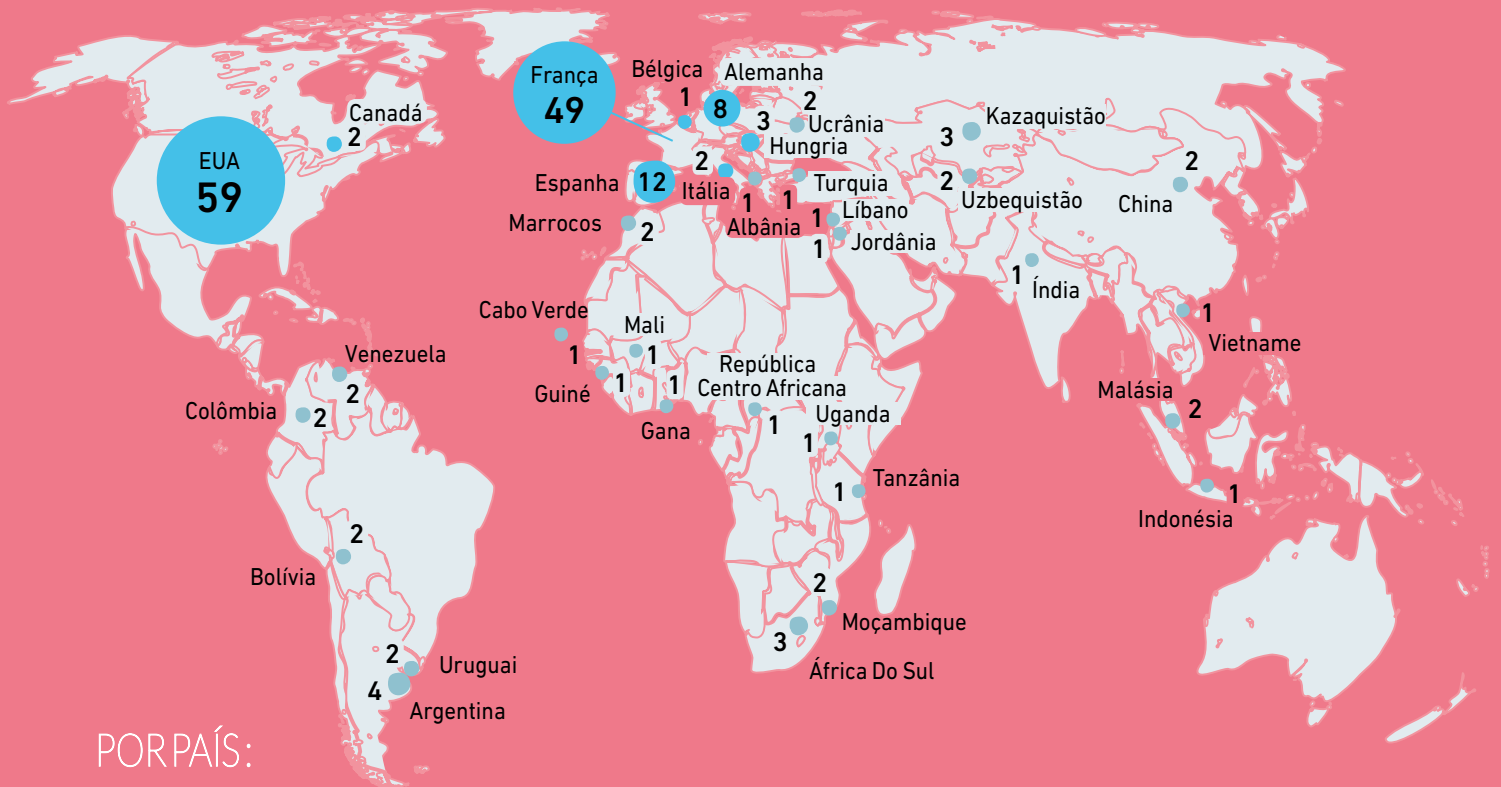 França
49
Bélgica
1
Alemanha
8
2
Ucrânia
3
Hungria
Canadá
2
EUA
59
Kazaquistão
3
2
Uzbequistão
2
China
Espanha
12
2
Itália
1
Albânia
1
Turquia
1
Líbano
1
Jordânia
Marrocos
2
1
Índia
Cabo Verde
1
Mali
1
Guiné
1
1
Gana
República
Centro Africana
1
Uganda
1
1
Vietname
Venezuela
2
Colômbia
2
Malásia
2
1
Tanzânia
1
Indonésia
2
Bolívia
2
Moçambique
3
África Do Sul
2
Uruguai
4
Argentina
POR PAÍS: